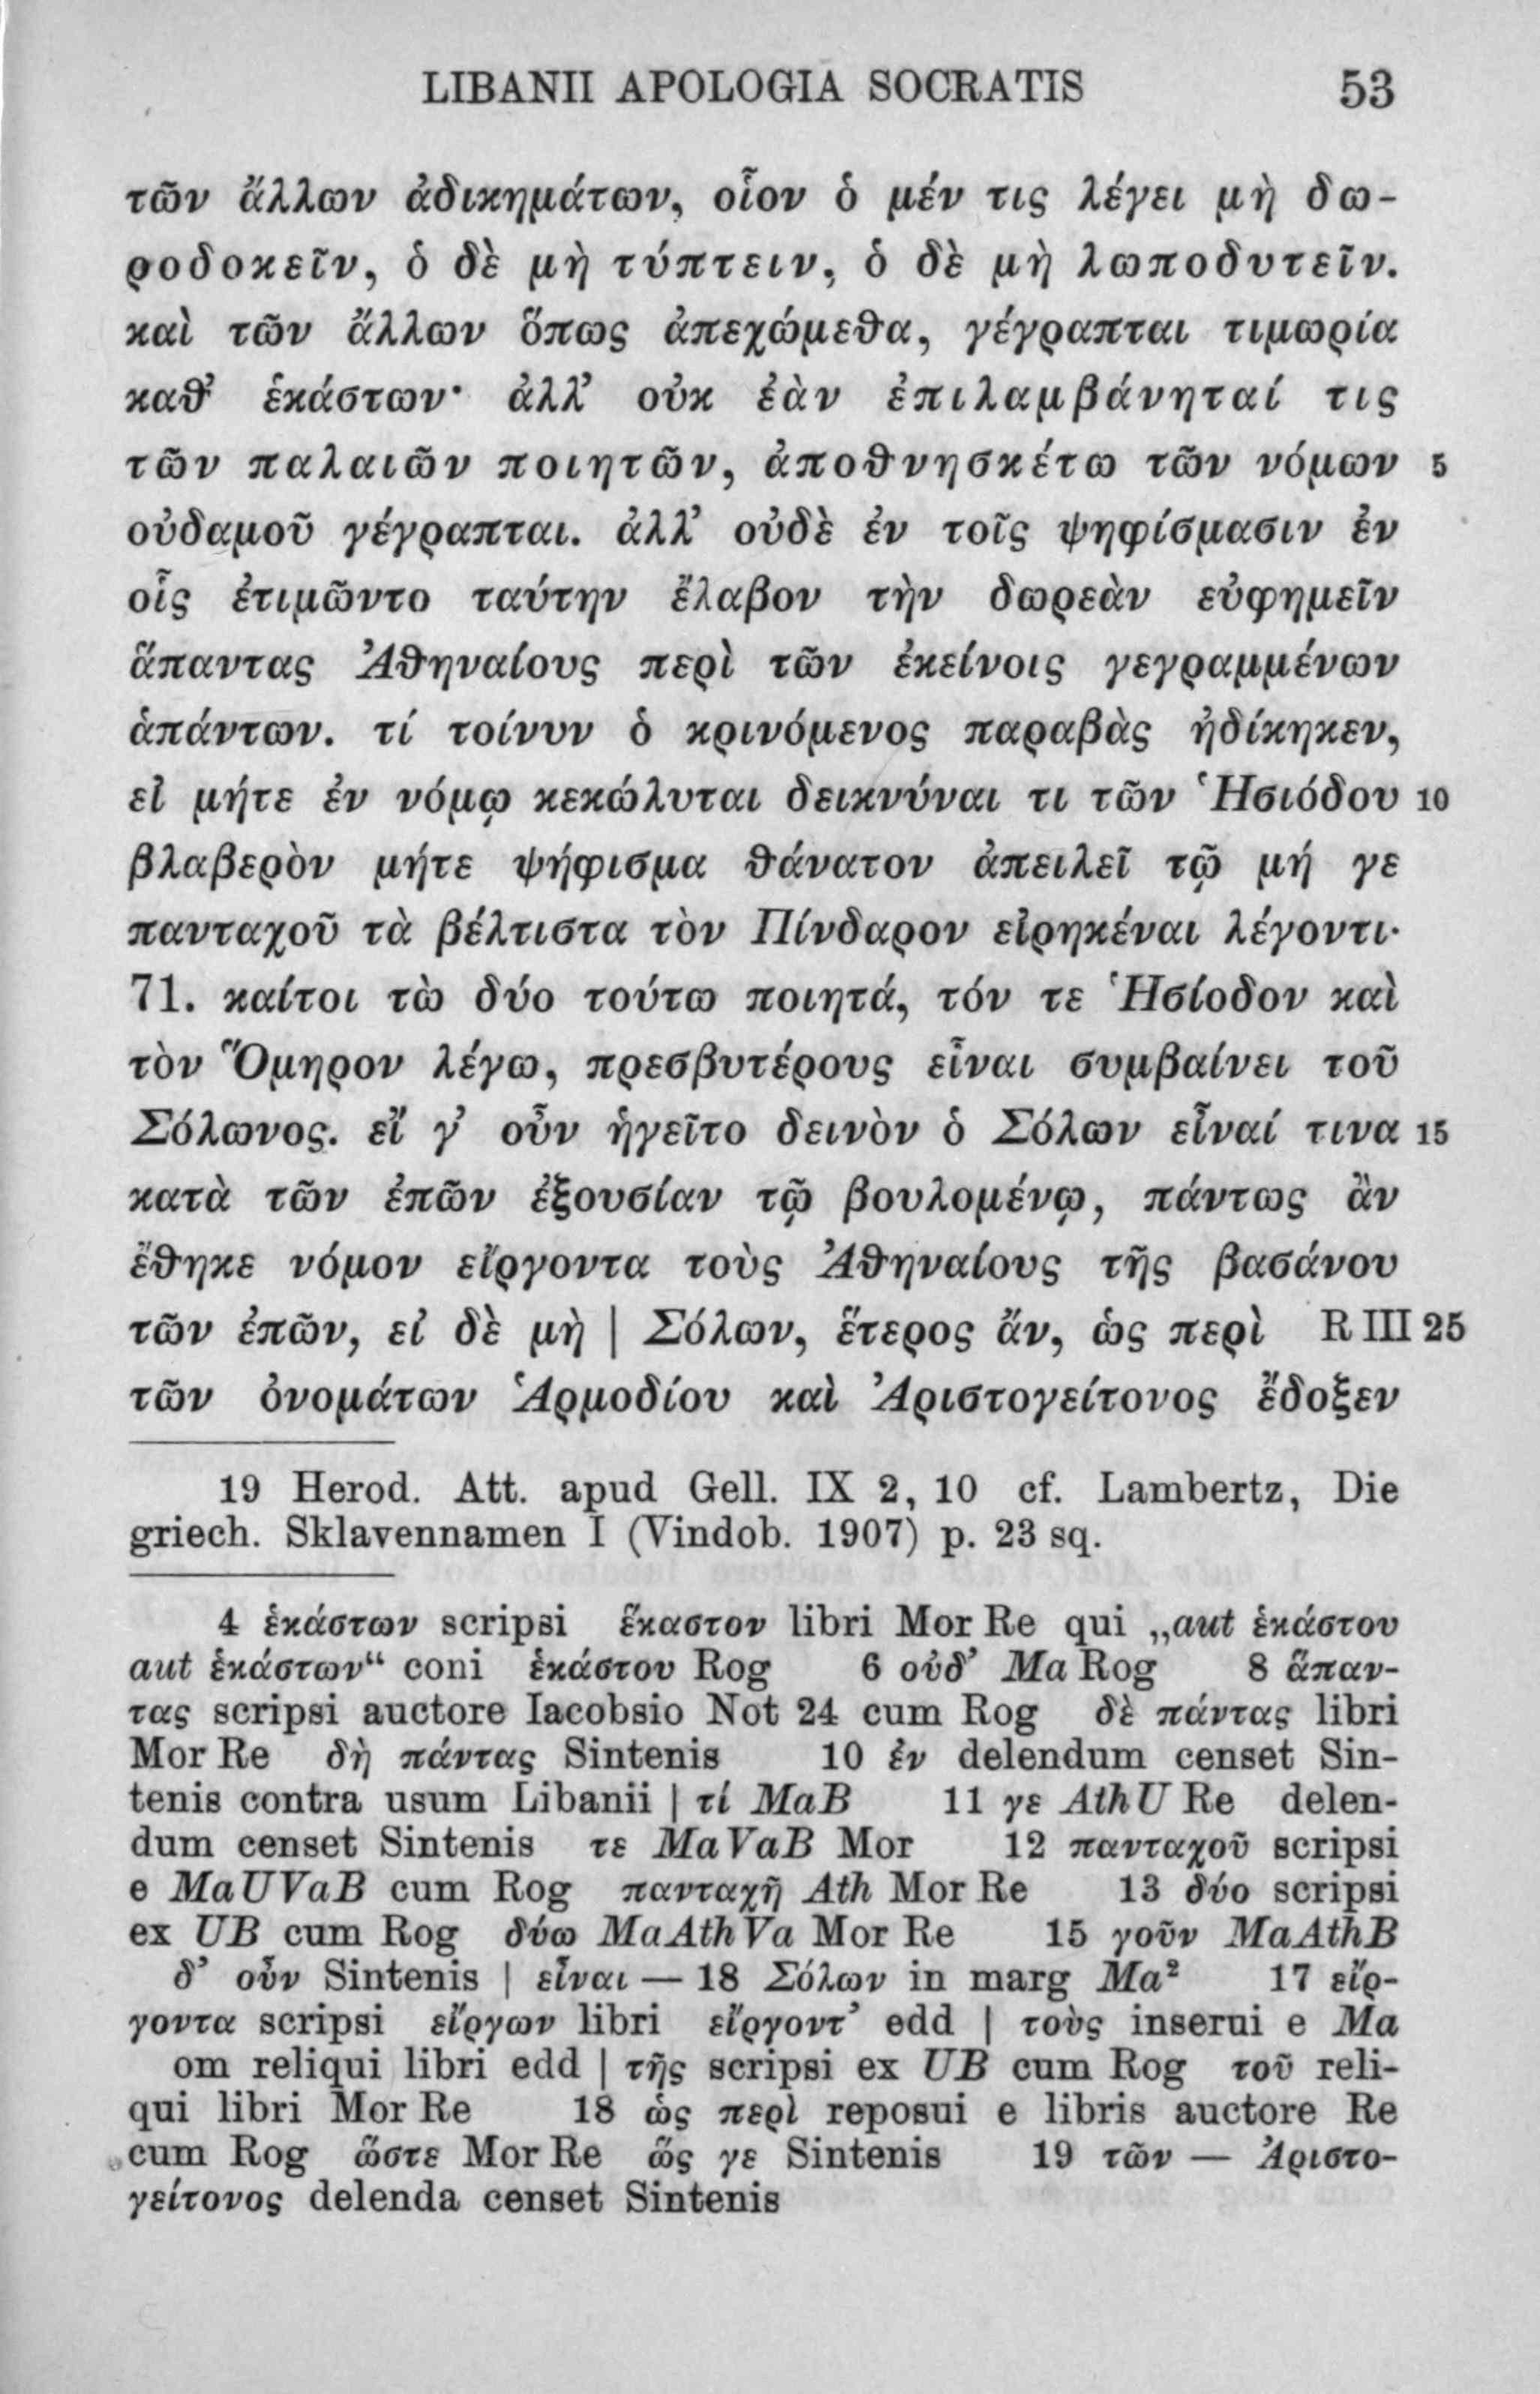 LIBANII APOLOGIA SOCRATIS 53
τῶν ἄλλων ἀδικημάτων, οἷον ὁ μέν τις λέγει μὴ δω-
ροδοκεῖν, ὁ δὲ μὴ τύπτειν, ὁ δὲ μὴ λωποδυτεῖν.
καὶ τῶν ἄλλων ὅπως ἀπεχώμεθα, γέγραπται τιμωρία
καθ’ ἑκάστων· ἀλλ’ οὐκ ἐὰν ἐπιλαμβάνηταί τις
τῶν παλαιῶν ποιητῶν, ἀποθνησκέτω τῶν νόμων 5
οὐδαμοῦ γέγραπται. ἀλλ’ οὐδὲ ἐν τοῖς ψηφίσμασιν ἐν
οἷς ἐτιμῶντο ταύτην ἔλαβον τὴν δωρεὰν εὐφημεῖν
ἅπαντας Ἀθηναίους περὶ τῶν ἐκείνοις γεγραμμένων
ἁπάντων. τί τοίνυν ὁ κρινόμενος παραβὰς ἠδίκηκεν,
εἰ μήτε ἐν νόμῳ κεκώλυται δεικνύναι τι τῶν Ἡσιόδου 10
βλαβερὸν μήτε ψήφισμα θάνατον ἀπειλεῖ τῷ μή γε
πανταχοῦ τὰ βέλτιστα τὸν Πίνδαρον εἰρηκέναι λέγοντι·
71. καίτοι τὼ δύο τούτω ποιητά, τόν τε Ἡσίοδον καὶ
τὸν Ὅμηρον λέγω, πρεσβυτέρους εἶναι συμβαίνει τοῦ
Σόλωνος. εἴ γ’ οὖν ἡγεῖτο δεινὸν ὁ Σόλων εἶναί τινα 15
κατὰ τῶν ἐπῶν ἐξουσίαν τῷ βουλομένῳ, πάντως ἂν
ἔθηκε νόμον εἴργοντα τοὺς Ἀθηναίους τῆς βασάνου
τῶν ἐπῶν, εἰ δὲ μὴ | Σόλων, ἕτερος ἄν, ὡς περὶ R III 25
τῶν ὀνομάτων Ἁρμοδίου καὶ Ἀριστογείτονος ἔδοξεν
19 Herod. Att. apud Gell. IX 2, 10 cf. Lambertz, Die
griech. Sklavennamen I (Vindob. 1907) p. 23 sq.
4 ἑκάστων scripsi ἕκαστον libri Mor Re qui „aut ἑκάστου
aut ἑκάστων“ coni ἑκάστου Rog 6 οὐδ’ Ma Rog 8 ἅπαν-
τας scripsi auctore Iacobsio Not 24 cum Rog δὲ πάντας libri
Mor Re δὴ πάντας Sintenis 10 ἐν delendum censet Sin-
tenis contra usum Libanii | τί MaB 11 γε AthU Re delen-
dum censet Sintenis τε MaVaB Mor 12 πανταχοῦ scripsi
e MaUVaB cum Rog πανταχῆ Ath Mor Re 13 δύο scripsi
ex UB cum Rog δύω MaAthVa Mor Re 15 γοῦν MaAthB
δ’ οὖν Sintenis | εἶναι — 18 Σόλων in marg Ma² 17 εἴρ-
γοντα scripsi εἴργων libri εἴργοντ’ edd | τοὺς inserui e Ma
om reliqui libri edd | τῆς scripsi ex UB cum Rog τοῦ reli-
qui libri Mor Re 18 ὡς περὶ reposui e libris auctore Re
cum Rog ὥστε Mor Re ὥς γε Sintenis 19 τῶν — Ἀριστο-
γείτονος delenda censet Sintenis